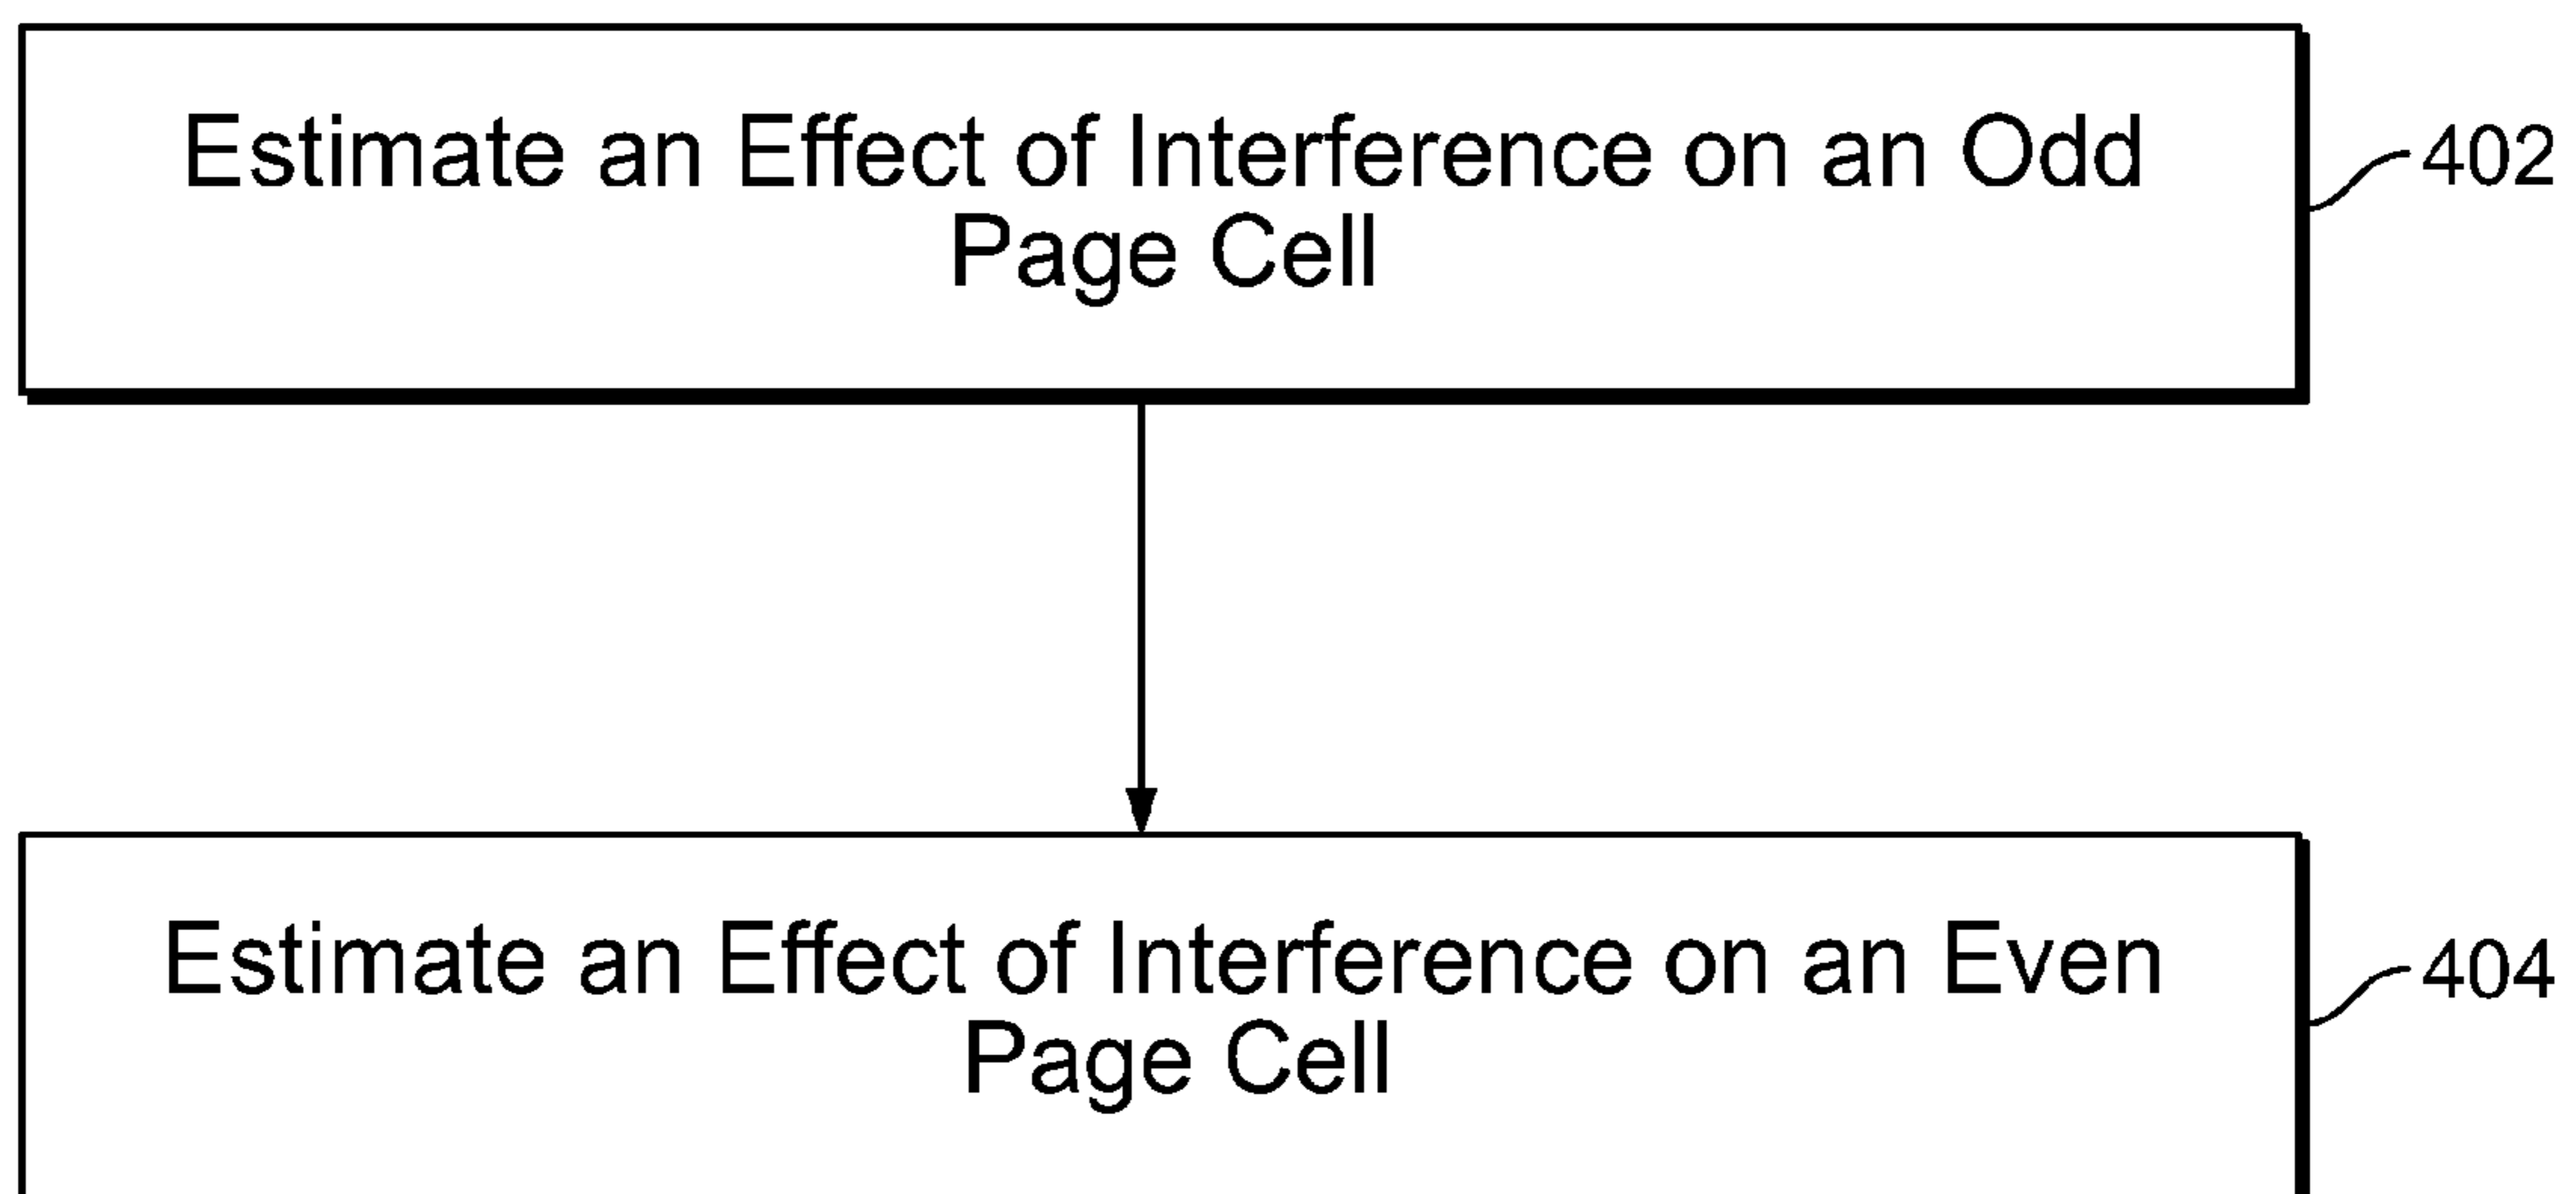 Estimate an Effect of Interference on an Odd
Page Cell
402
Estimate an Effect of Interference on an Even
Page Cell
404